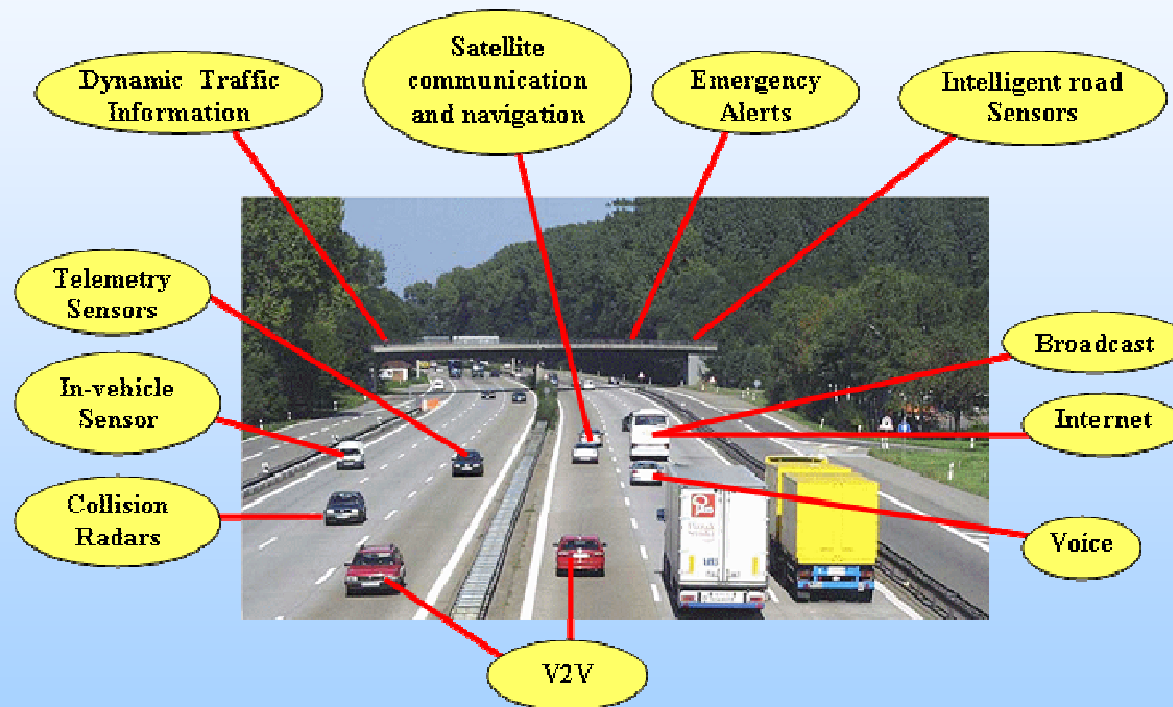 Dynamic Traffic
Information
Satellite
communication
and navigation
Emergency
Alerts
Intelligent road
Sensors
Telemetry
Sensors
Broadcast
In-vehicle
Sensor
Internet
Collision
Radars
Voice
V2V